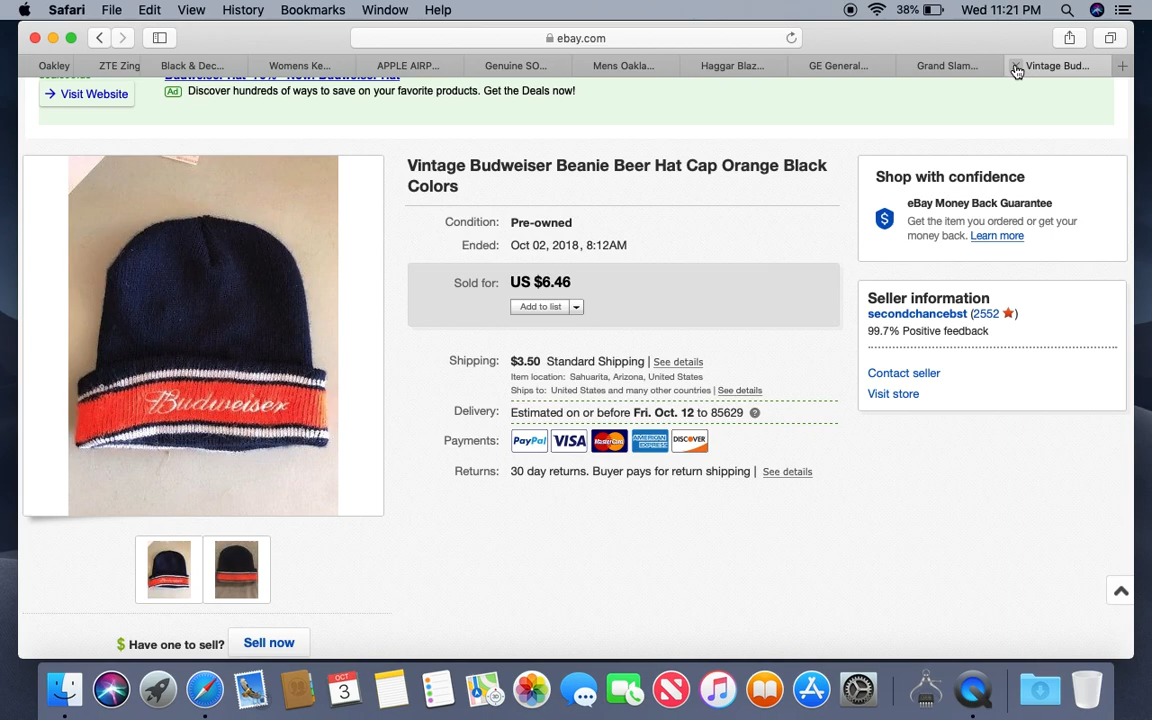 Safari File Edit View History Bookmarks Window Help 38% Wed 11:21 PM
ebay.com
Oakley ZTE Zing Black & Dec... Womens Ke... APPLE AIRP... Genuine SO... Mens Oakla... Haggar Blaz... GE General... Grand Slam... Vintage Bud...
→ Visit Website
Ad Discover hundreds of ways to save on your favorite products. Get the Deals now!
Vintage Budweiser Beanie Beer Hat Cap Orange Black
Colors
Condition: Pre-owned
Ended: Oct 02, 2018, 8:12AM
Sold for: US $6.46
Add to list
Shipping: $3.50 Standard Shipping | See details
Item location: Sahuarita, Arizona, United States
Ships to: United States and many other countries | See details
Delivery: Estimated on or before Fri. Oct. 12 to 85629 ?
Payments: PayPal VISA MasterCard AMERICAN EXPRESS DISCOVER
Returns: 30 day returns. Buyer pays for return shipping | See details
Shop with confidence
eBay Money Back Guarantee
$ Get the item you ordered or get your
money back. Learn more
Seller information
secondchancebst (2552 ★)
99.7% Positive feedback
Contact seller
Visit store
Budweiser
$ Have one to sell? Sell now
OCT
3